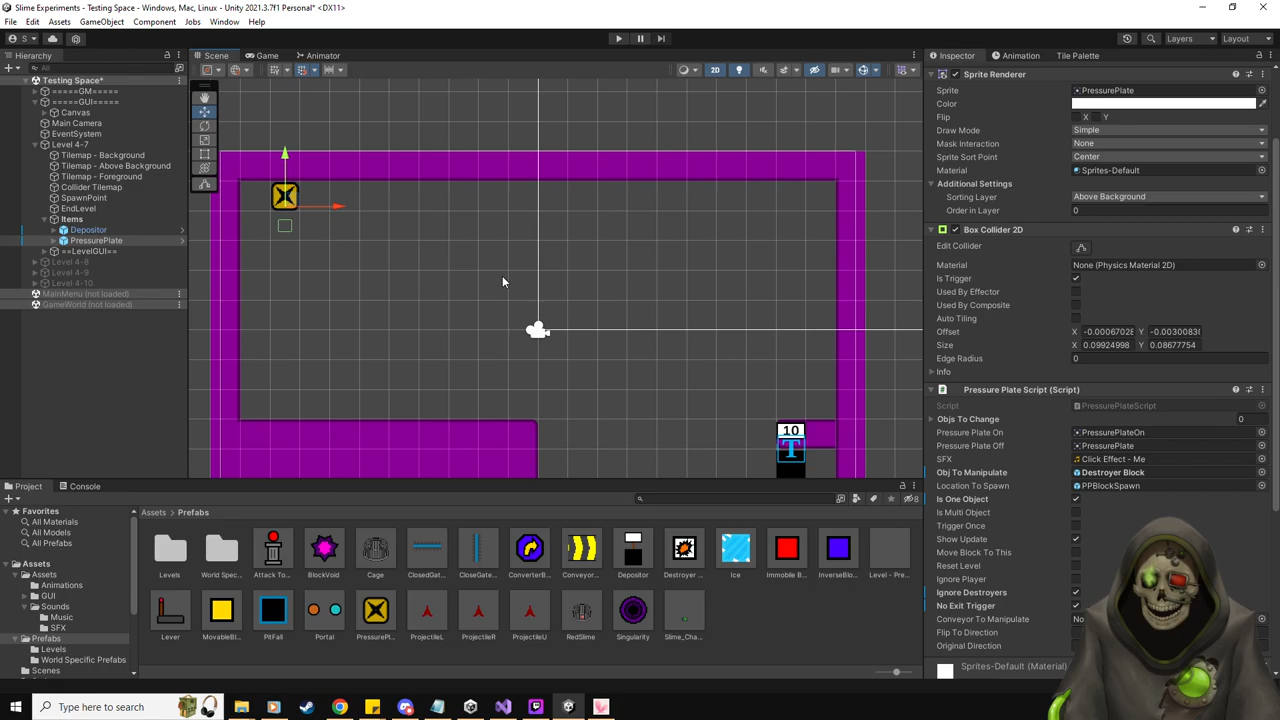 Slime Experiments - Testing Space - Windows, Mac, Linux - Unity 2021.3.7f1 Personal* <DX11>
File Edit Assets GameObject Component Jobs Window Help
S Layers Layout
Hierarchy
All
Testing Space*
=====GM=====
=====GUI=====
Canvas
Main Camera
EventSystem
Level 4-7
Tilemap - Background
Tilemap - Above Background
Tilemap - Foreground
Collider Tilemap
SpawnPoint
EndLevel
Items
Depositor
PressurePlate
==LevelGUI==
Level 4-8
Level 4-9
Level 4-10
MainMenu (not loaded)
GameWorld (not loaded)
Scene Game Animator
2D
10
T
Inspector Animation Tile Palette
Sprite Renderer
Sprite PressurePlate
Color
Flip X Y
Draw Mode Simple
Mask Interaction None
Sprite Sort Point Center
Material Sprites-Default
Additional Settings
Sorting Layer Above Background
Order in Layer 0
Box Collider 2D
Edit Collider
Material None (Physics Material 2D)
Is Trigger
Used By Effector
Used By Composite
Auto Tiling
Offset X -0.00067028 Y -0.0030083(
Size X 0.09924998 Y 0.08677754
Edge Radius 0
Info
Pressure Plate Script (Script)
Script PressurePlateScript
Objs To Change 0
Pressure Plate On PressurePlateOn
Pressure Plate Off PressurePlate
SFX Click Effect - Me
Obj To Manipulate Destroyer Block
Location To Spawn PPBlockSpawn
Is One Object
Is Multi Object
Trigger Once
Show Update
Move Block To This
Reset Level
Ignore Player
Ignore Destroyers
No Exit Trigger
Conveyor To Manipulate No
Flip To Direction
Original Direction
Sprites-Default (Material)
Project Console
8
Favorites
All Materials
All Models
All Prefabs
Assets
Assets
Animations
GUI
Sounds
Music
SFX
Prefabs
Levels
World Specific Prefabs
Scenes
Assets > Prefabs
Levels World Spec... Attack To... BlockVoid Cage ClosedGat... CloseGate... ConverterB... Conveyor... Depositor Destroyer ... Ice Immobile B... InverseBloc... Level - Pre...
Lever MovableBl... PitFall Portal PressurePl... ProjectileL ProjectileR ProjectileU RedSlime Singularity Slime_Cha...
Type here to search